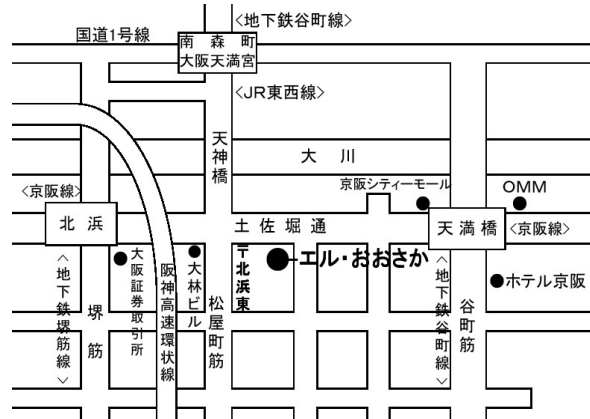 <地下鉄谷町線>
国道1号線
南森町
大阪天満宮
<JR東西線>
天神橋
大川
京阪シティーモール
OMM
<京阪線>
北浜
土佐堀通
天満橋
<京阪線>
大阪証券取引所
阪神高速環状線
大林ビル
〒北浜東
エル・おおさか
ホテル京阪
<地下鉄堺筋線>
堺筋
松屋町筋
<地下鉄谷町線>
谷町筋